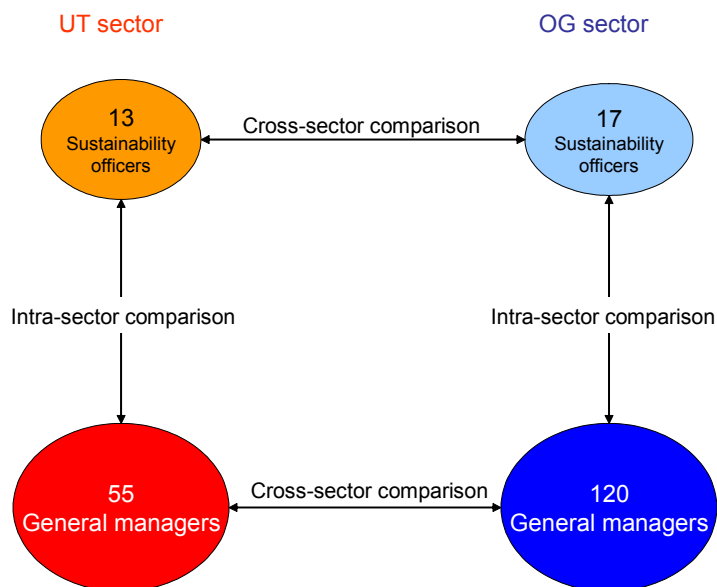 UT sector
OG sector
13
Sustainability
officers
Cross-sector comparison
17
Sustainability
officers
Intra-sector comparison
Intra-sector comparison
55
General managers
Cross-sector comparison
120
General managers